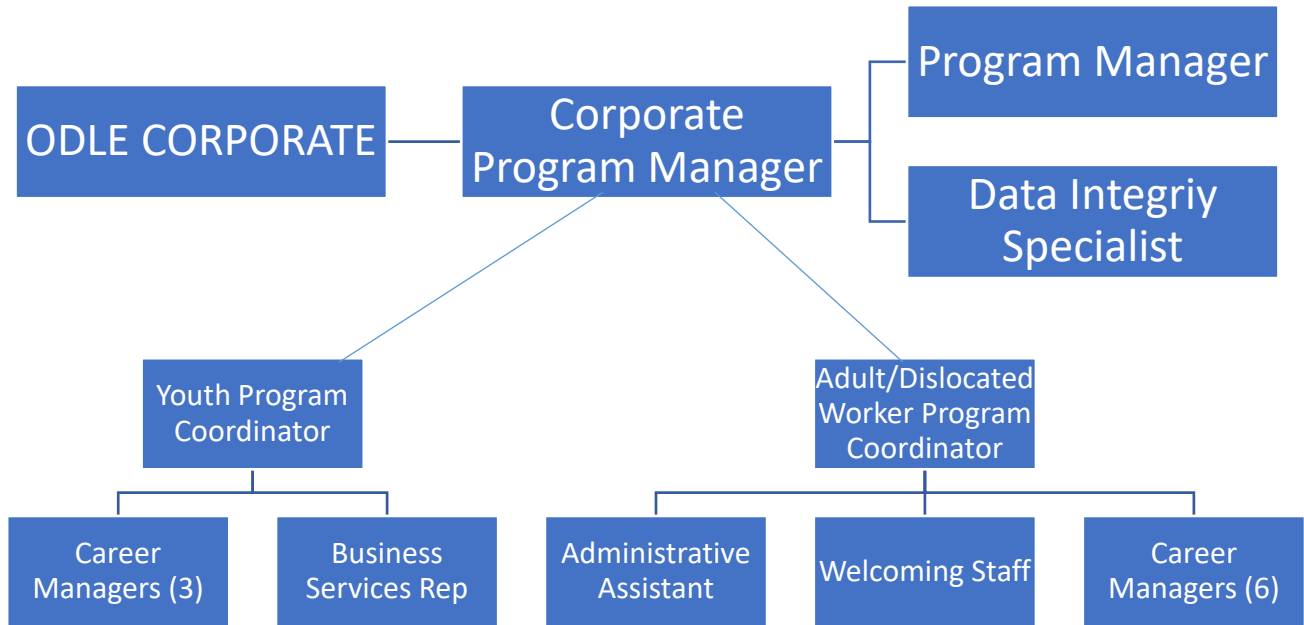 ODLE CORPORATE
Corporate
Program Manager
Program Manager
Data Integriy
Specialist
Youth Program
Coordinator
Adult/Dislocated
Worker Program
Coordinator
Career
Managers (3)
Business
Services Rep
Administrative
Assistant
Welcoming Staff
Career
Managers (6)